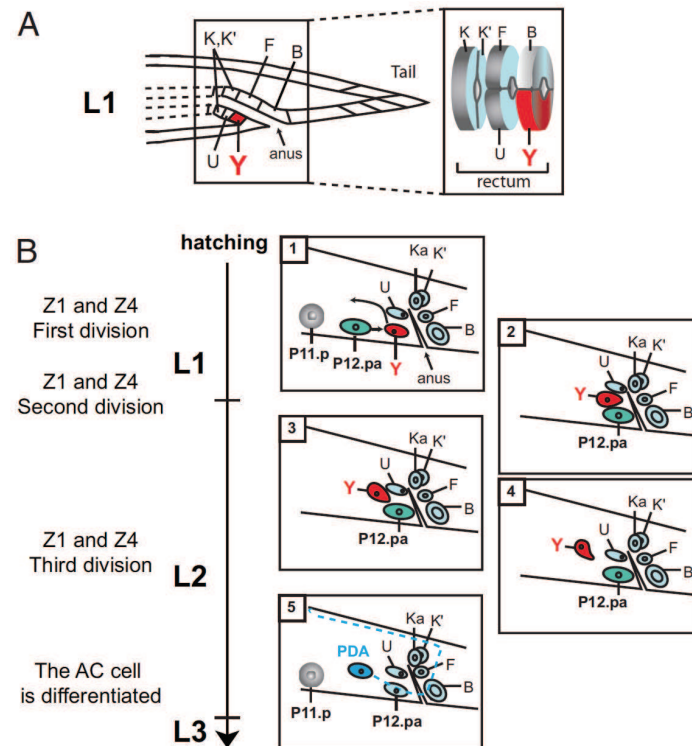 A
K,K'
F
B
Tail
L1
U
Y
anus
K
K'
F
B
U
Y
rectum
B
hatching
Z1 and Z4
First division
L1
Z1 and Z4
Second division
Z1 and Z4
Third division
L2
The AC cell
is differentiated
L3
1
Ka
K'
U
F
B
P11.p
P12.pa
Y
anus
2
Ka
K'
U
Y
F
B
P12.pa
3
Ka
K'
U
Y
F
B
P12.pa
4
Ka
K'
U
Y
F
B
P12.pa
5
Ka
K'
PDA
U
F
B
P11.p
P12.pa